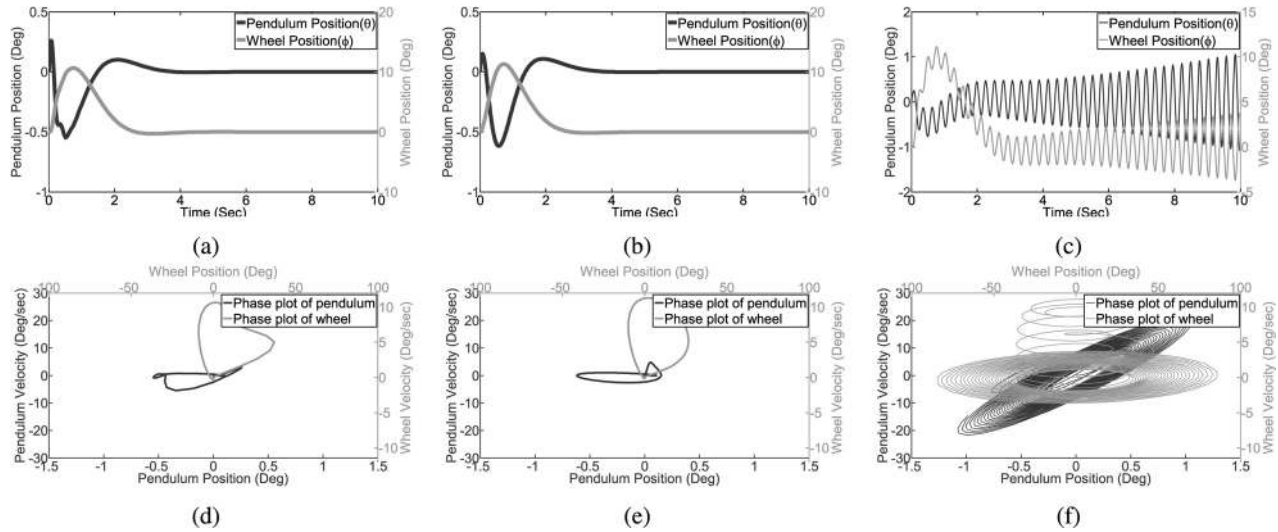 0.5
0
-0.5
-1
Pendulum Position (Deg)
20
10
0
10
Wheel Position (Deg)
Pendulum Position(θ)
Wheel Position(ϕ)
0 2 4 6 8 10
Time (Sec)
(a)
0.5
0
-0.5
-1
Pendulum Position (Deg)
20
10
0
10
Wheel Position (Deg)
Pendulum Position(θ)
Wheel Position(ϕ)
0 2 4 6 8 10
Time (Sec)
(b)
2
1
0
-1
-2
Pendulum Position (Deg)
15
10
5
0
5
Wheel Position (Deg)
Pendulum Position(θ)
Wheel Position(ϕ)
0 2 4 6 8 10
Time (Sec)
(c)
Wheel Position (Deg)
-100 -50 0 50 100
30
20
10
0
-10
-20
-30
Pendulum Velocity (Deg/sec)
10
5
0
-5
-10
Wheel Velocity (Deg/sec)
Phase plot of pendulum
Phase plot of wheel
-1.5 -1 -0.5 0 0.5 1 1.5
Pendulum Position (Deg)
(d)
Wheel Position (Deg)
-100 -50 0 50 100
30
20
10
0
-10
-20
-30
Pendulum Velocity (Deg/sec)
10
5
0
-5
-10
Wheel Velocity (Deg/sec)
Phase plot of pendulum
Phase plot of wheel
-1.5 -1 -0.5 0 0.5 1 1.5
Pendulum Position (Deg)
(e)
Wheel Position (Deg)
-100 -50 0 50 100
30
20
10
0
-10
-20
-30
Pendulum Velocity (Deg/sec)
10
5
0
-5
-10
Wheel Velocity (Deg/sec)
Phase plot of pendulum
Phase plot of wheel
-1.5 -1 -0.5 0 0.5 1 1.5
Pendulum Position (Deg)
(f)